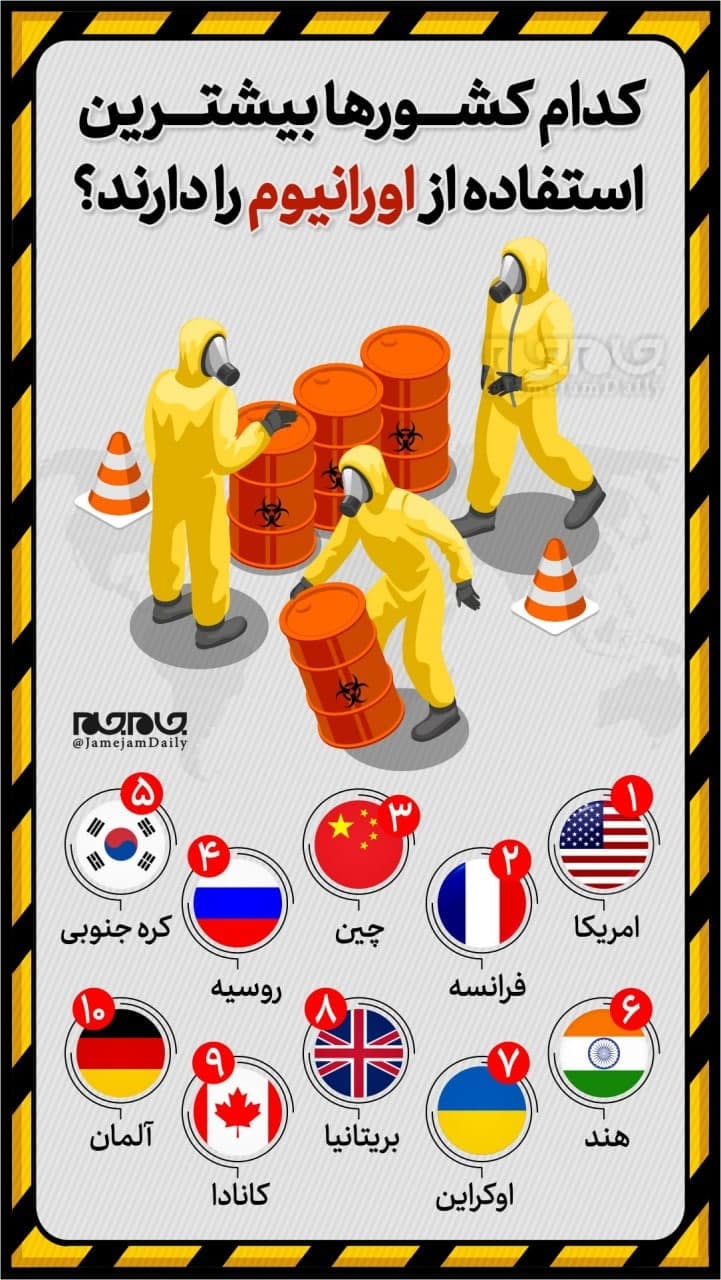 کدام کشورها بیشترین
استفاده از اورانیوم را دارند؟
جام‌جم
@JamejamDaily
جام‌جم
@JamejamDaily
۱
امریکا
۲
فرانسه
۳
چین
۴
روسیه
۵
کره جنوبی
۶
هند
۷
اوکراین
۸
بریتانیا
۹
کانادا
۱۰
آلمان